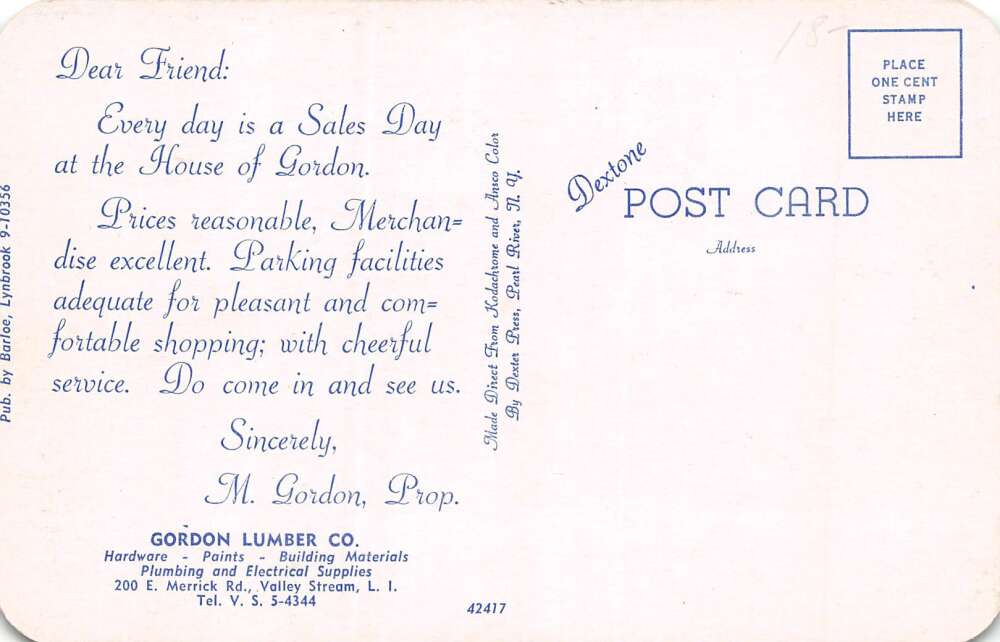 Dear Friend:
Every day is a Sales Day
at the House of Gordon.
Prices reasonable, Merchan=
dise excellent. Parking facilities
adequate for pleasant and com=
fortable shopping; with cheerful
service. Do come in and see us.
Sincerely,
M. Gordon, Prop.
GORDON LUMBER CO.
Hardware - Paints - Building Materials
Plumbing and Electrical Supplies
200 E. Merrick Rd., Valley Stream, L. I.
Tel. V. S. 5-4344
Pub. by Barloe, Lynbrook 9-10356
Made Direct From Kodachrome and Ansco Color
By Dexter Press, Pearl River, N. Y.
42417
Dextone
POST CARD
Address
PLACE
ONE CENT
STAMP
HERE
18-